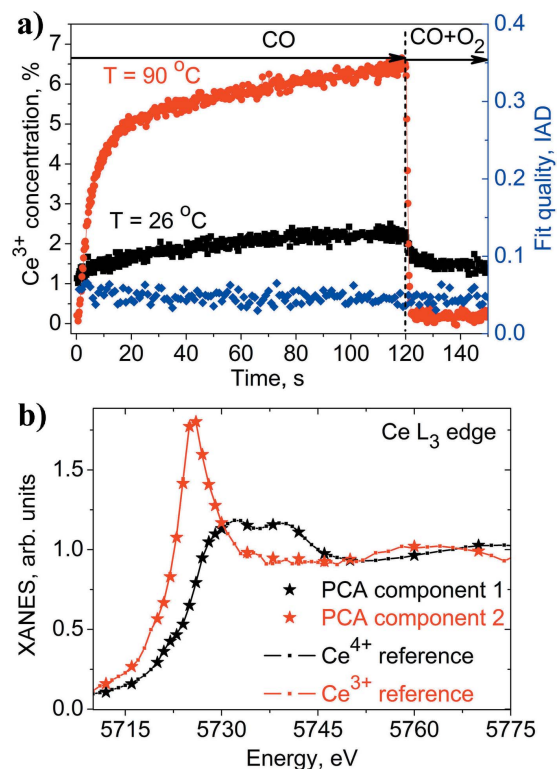 a)
CO
CO+O2
T = 90 °C
T = 26 °C
Ce3+ concentration, %
Fit quality, IAD
7
6
5
4
3
2
1
0
0.4
0.3
0.2
0.1
0.0
0 20 40 60 80 100 120 140
Time, s
b)
Ce L3 edge
XANES, arb. units
1.5
1.0
0.5
0.0
PCA component 1
PCA component 2
Ce4+ reference
Ce3+ reference
5715 5730 5745 5760 5775
Energy, eV